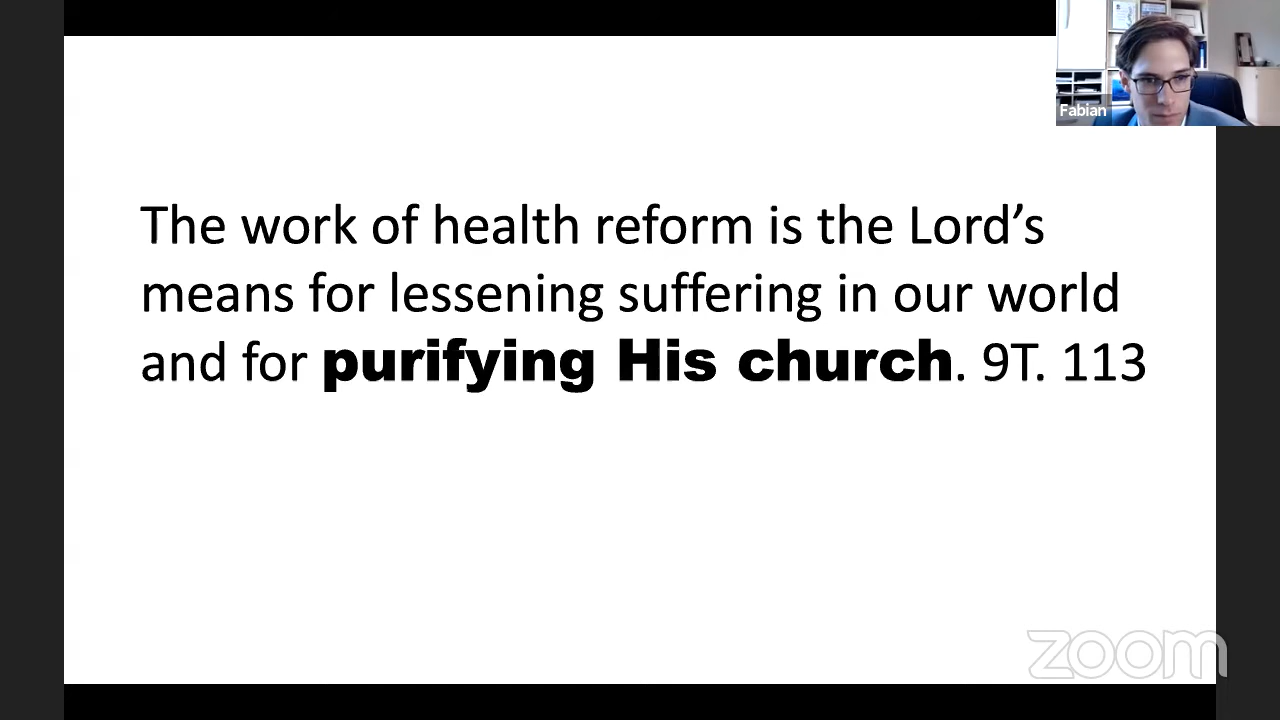 Fabian
The work of health reform is the Lord’s
means for lessening suffering in our world
and for purifying His church. 9T. 113
zoom